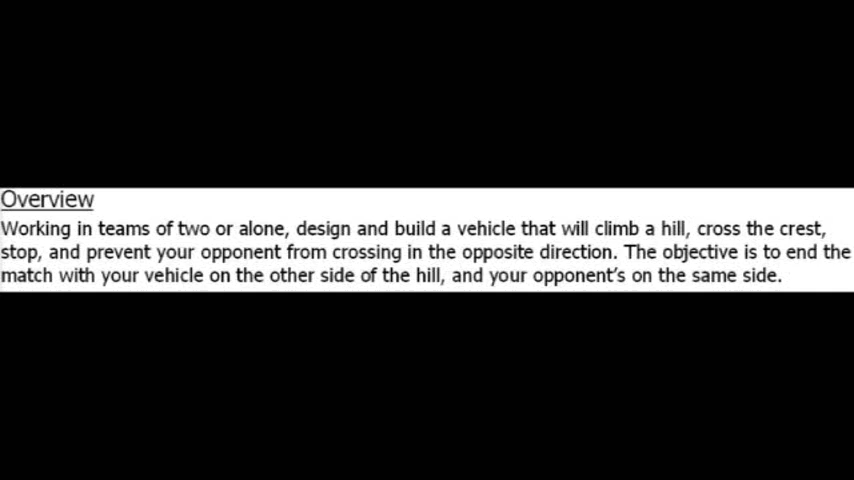 Overview
Working in teams of two or alone, design and build a vehicle that will climb a hill, cross the crest,
stop, and prevent your opponent from crossing in the opposite direction. The objective is to end the
match with your vehicle on the other side of the hill, and your opponent’s on the same side.